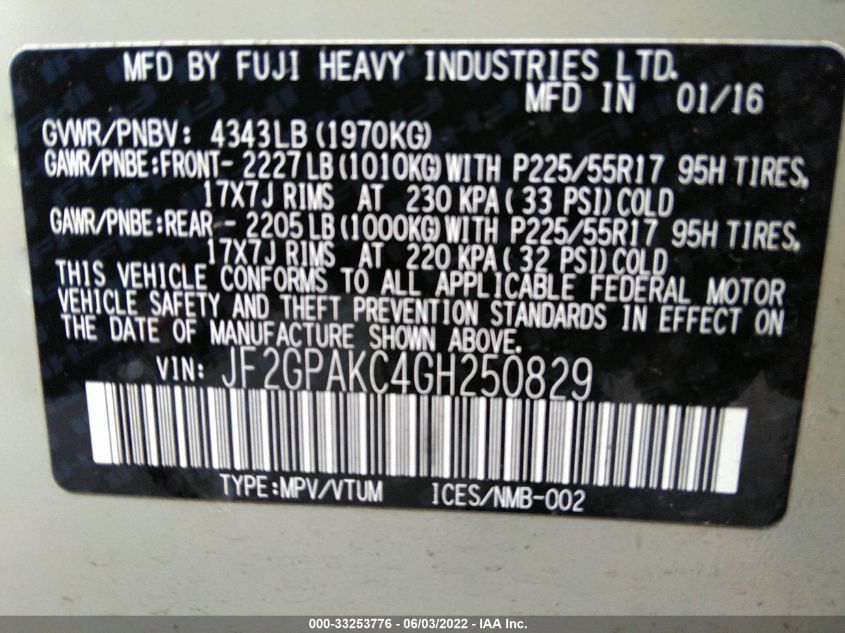 MFD BY FUJI HEAVY INDUSTRIES LTD.
MFD IN 01/16
GVWR/PNBV: 4343LB (1970KG)
GAWR/PNBE:FRONT- 2227LB(1010KG)WITH P225/55R17 95H TIRES,
17X7J RIMS AT 230 KPA( 33 PSI)COLD
GAWR/PNBE:REAR - 2205LB(1000KG)WITH P225/55R17 95H TIRES,
17X7J RIMS AT 220 KPA( 32 PSI)COLD
THIS VEHICLE CONFORMS TO ALL APPLICABLE FEDERAL MOTOR
VEHICLE SAFETY AND THEFT PREVENTION STANDARDS IN EFFECT ON
THE DATE OF MANUFACTURE SHOWN ABOVE.
VIN: JF2GPAKC4GH250829
TYPE:MPV/VTUM ICES/NMB-002
000-33253776 - 06/03/2022 - IAA Inc.